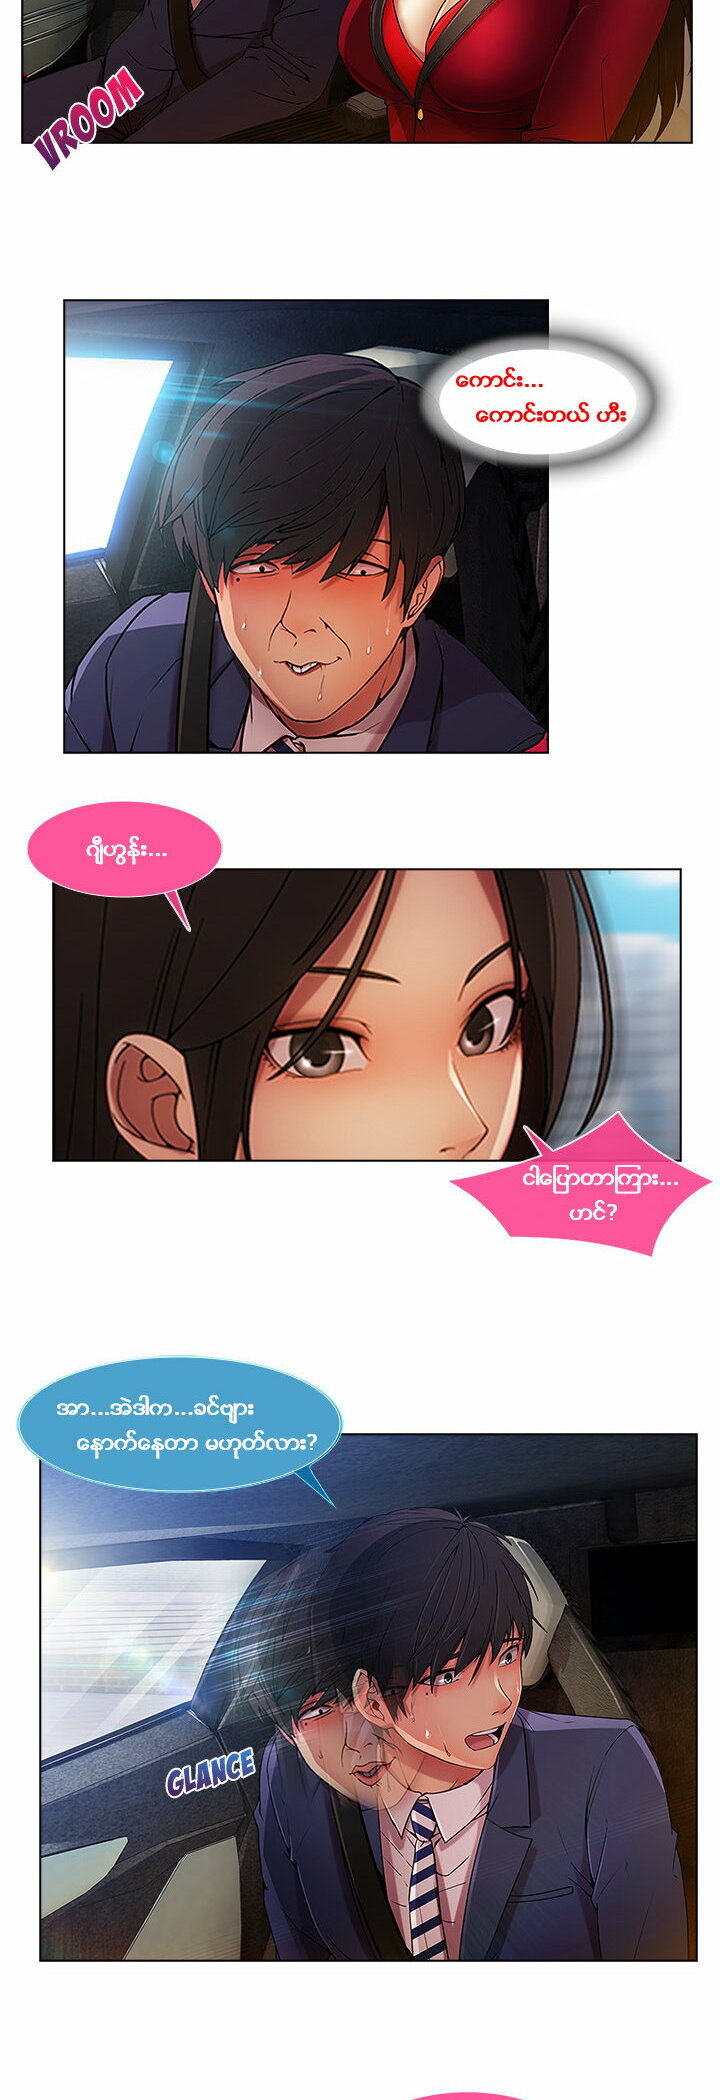 VROOM
ကောင်း...
ကောင်းတယ် ဟီး
ဂျီဟွန်း...
ငါပြောတာကြား...
ဟင်?
အာ...အဲဒါက...ခင်ဗျား
နောက်နေတာ မဟုတ်လား?
GLANCE